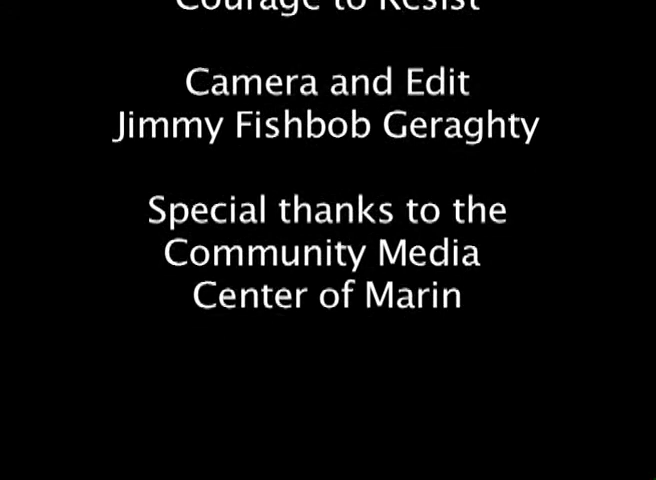 Courage to Resist
Camera and Edit
Jimmy Fishbob Geraghty
Special thanks to the
Community Media
Center of Marin